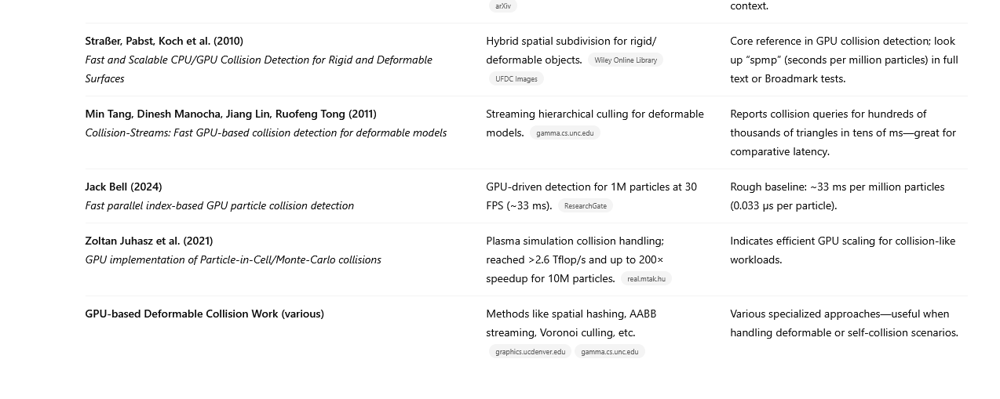 arXiv
context.
Straßer, Pabst, Koch et al. (2010)
Fast and Scalable CPU/GPU Collision Detection for Rigid and Deformable
Surfaces
Hybrid spatial subdivision for rigid/
deformable objects. Wiley Online Library
UFDC Images
Core reference in GPU collision detection; look
up “spmp” (seconds per million particles) in full
text or Broadmark tests.
Min Tang, Dinesh Manocha, Jiang Lin, Ruofeng Tong (2011)
Collision-Streams: Fast GPU-based collision detection for deformable models
Streaming hierarchical culling for deformable
models. gamma.cs.unc.edu
Reports collision queries for hundreds of
thousands of triangles in tens of ms—great for
comparative latency.
Jack Bell (2024)
Fast parallel index-based GPU particle collision detection
GPU-driven detection for 1M particles at 30
FPS (~33 ms). ResearchGate
Rough baseline: ~33 ms per million particles
(0.033 µs per particle).
Zoltan Juhasz et al. (2021)
GPU implementation of Particle-in-Cell/Monte-Carlo collisions
Plasma simulation collision handling;
reached >2.6 Tflop/s and up to 200×
speedup for 10M particles. real.mtak.hu
Indicates efficient GPU scaling for collision-like
workloads.
GPU-based Deformable Collision Work (various)
Methods like spatial hashing, AABB
streaming, Voronoi culling, etc.
graphics.ucdenver.edu gamma.cs.unc.edu
Various specialized approaches—useful when
handling deformable or self-collision scenarios.